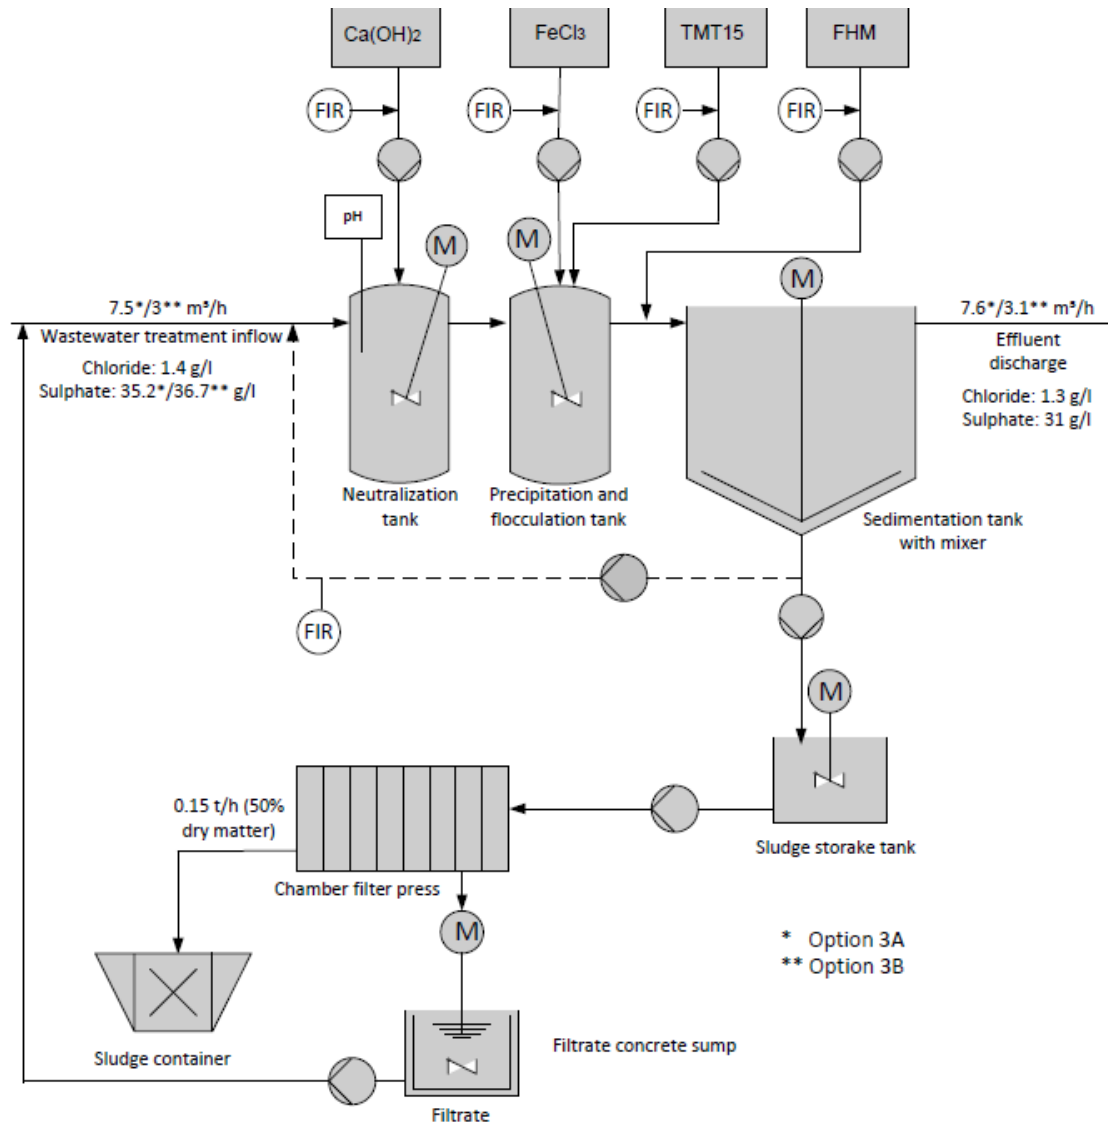 Ca(OH)2
FeCl3
TMT15
FHM
FIR
FIR
FIR
FIR
pH
M
M
M
7.5*/3** m³/h
Wastewater treatment inflow
Chloride: 1.4 g/l
Sulphate: 35.2*/36.7** g/l
7.6*/3.1** m³/h
Effluent
discharge
Chloride: 1.3 g/l
Sulphate: 31 g/l
Neutralization
tank
Precipitation and
flocculation tank
Sedimentation tank
with mixer
FIR
M
0.15 t/h (50%
dry matter)
Sludge storake tank
Chamber filter press
M
* Option 3A
** Option 3B
Sludge container
Filtrate concrete sump
Filtrate